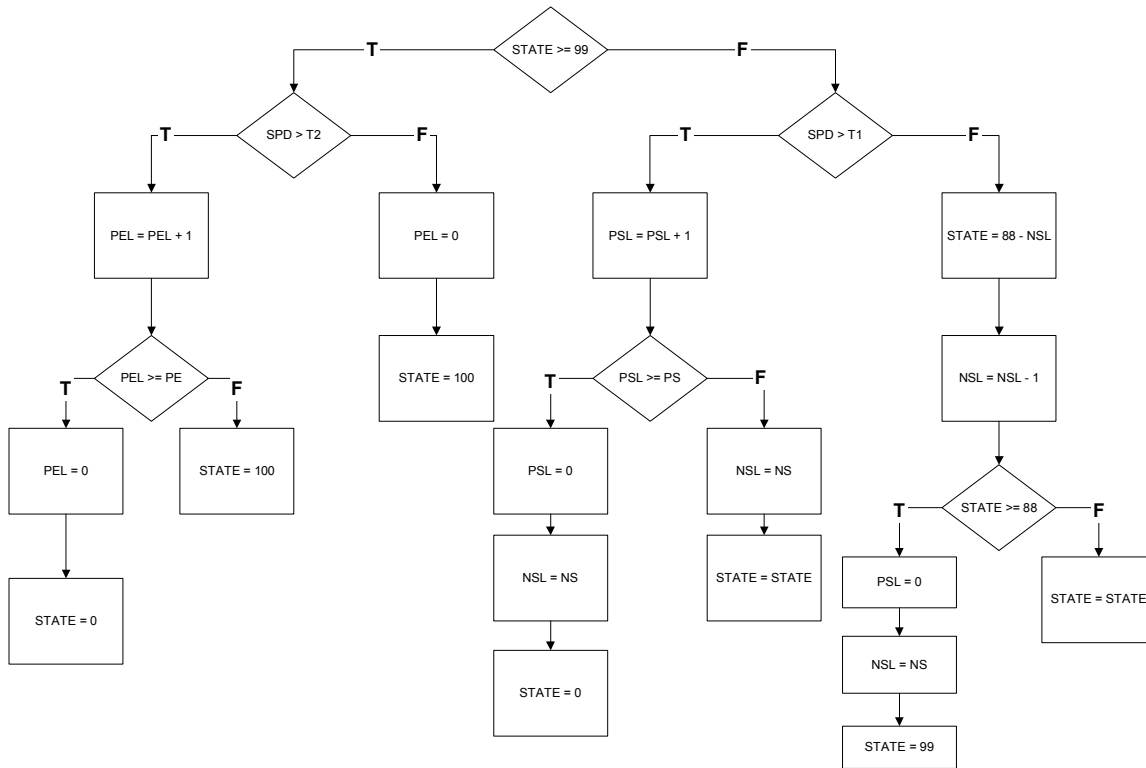 STATE >= 99
T
F
SPD > T2
SPD > T1
T
F
T
F
PEL = PEL + 1
PEL = 0
PSL = PSL + 1
STATE = 88 - NSL
PEL >= PE
STATE = 100
PSL >= PS
NSL = NSL - 1
T
F
T
F
PEL = 0
STATE = 100
PSL = 0
NSL = NS
STATE >= 88
T
F
STATE = 0
NSL = NS
STATE = STATE
PSL = 0
STATE = STATE
STATE = 0
NSL = NS
STATE = 99